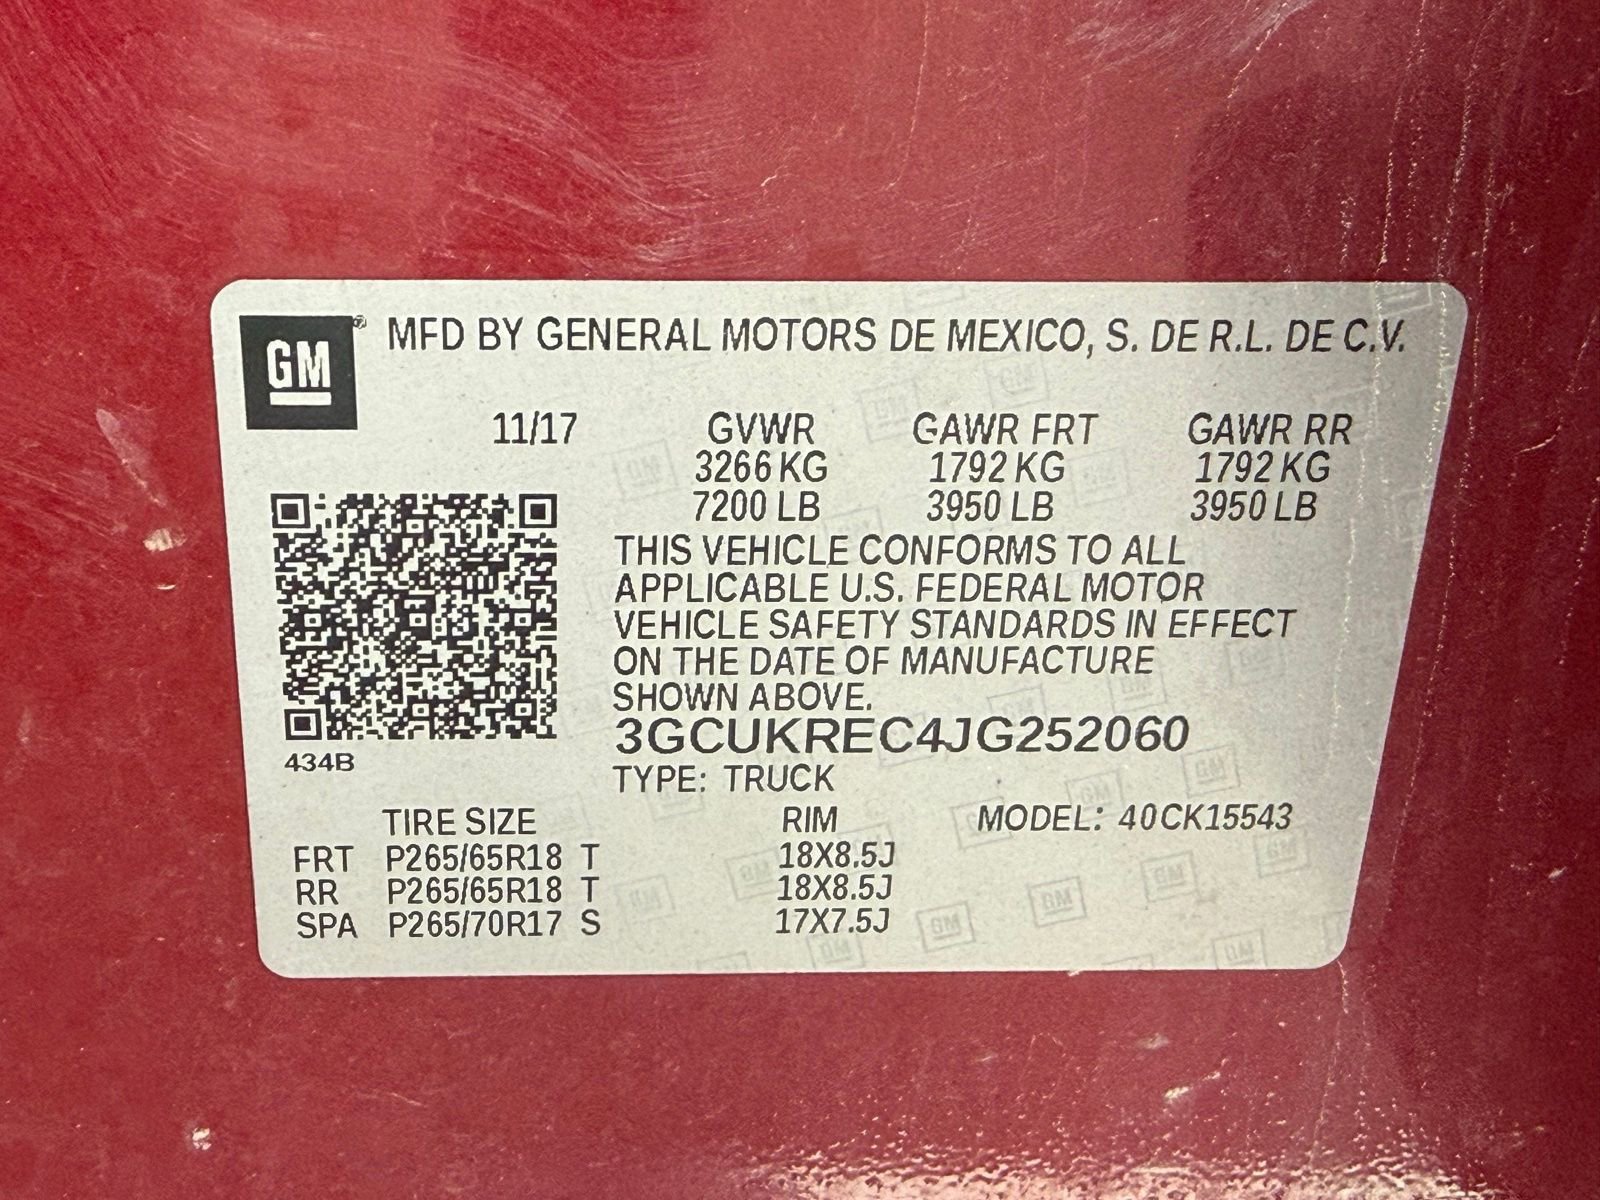 GM ® MFD BY GENERAL MOTORS DE MEXICO, S. DE R.L. DE C.V.
11/17 GVWR GAWR FRT GAWR RR
3266 KG 1792 KG 1792 KG
7200 LB 3950 LB 3950 LB
THIS VEHICLE CONFORMS TO ALL
APPLICABLE U.S. FEDERAL MOTOR
VEHICLE SAFETY STANDARDS IN EFFECT
ON THE DATE OF MANUFACTURE
SHOWN ABOVE.
3GCUKREC4JG252060
434B
TYPE: TRUCK
TIRE SIZE RIM MODEL: 40CK15543
FRT P265/65R18 T 18X8.5J
RR P265/65R18 T 18X8.5J
SPA P265/70R17 S 17X7.5J